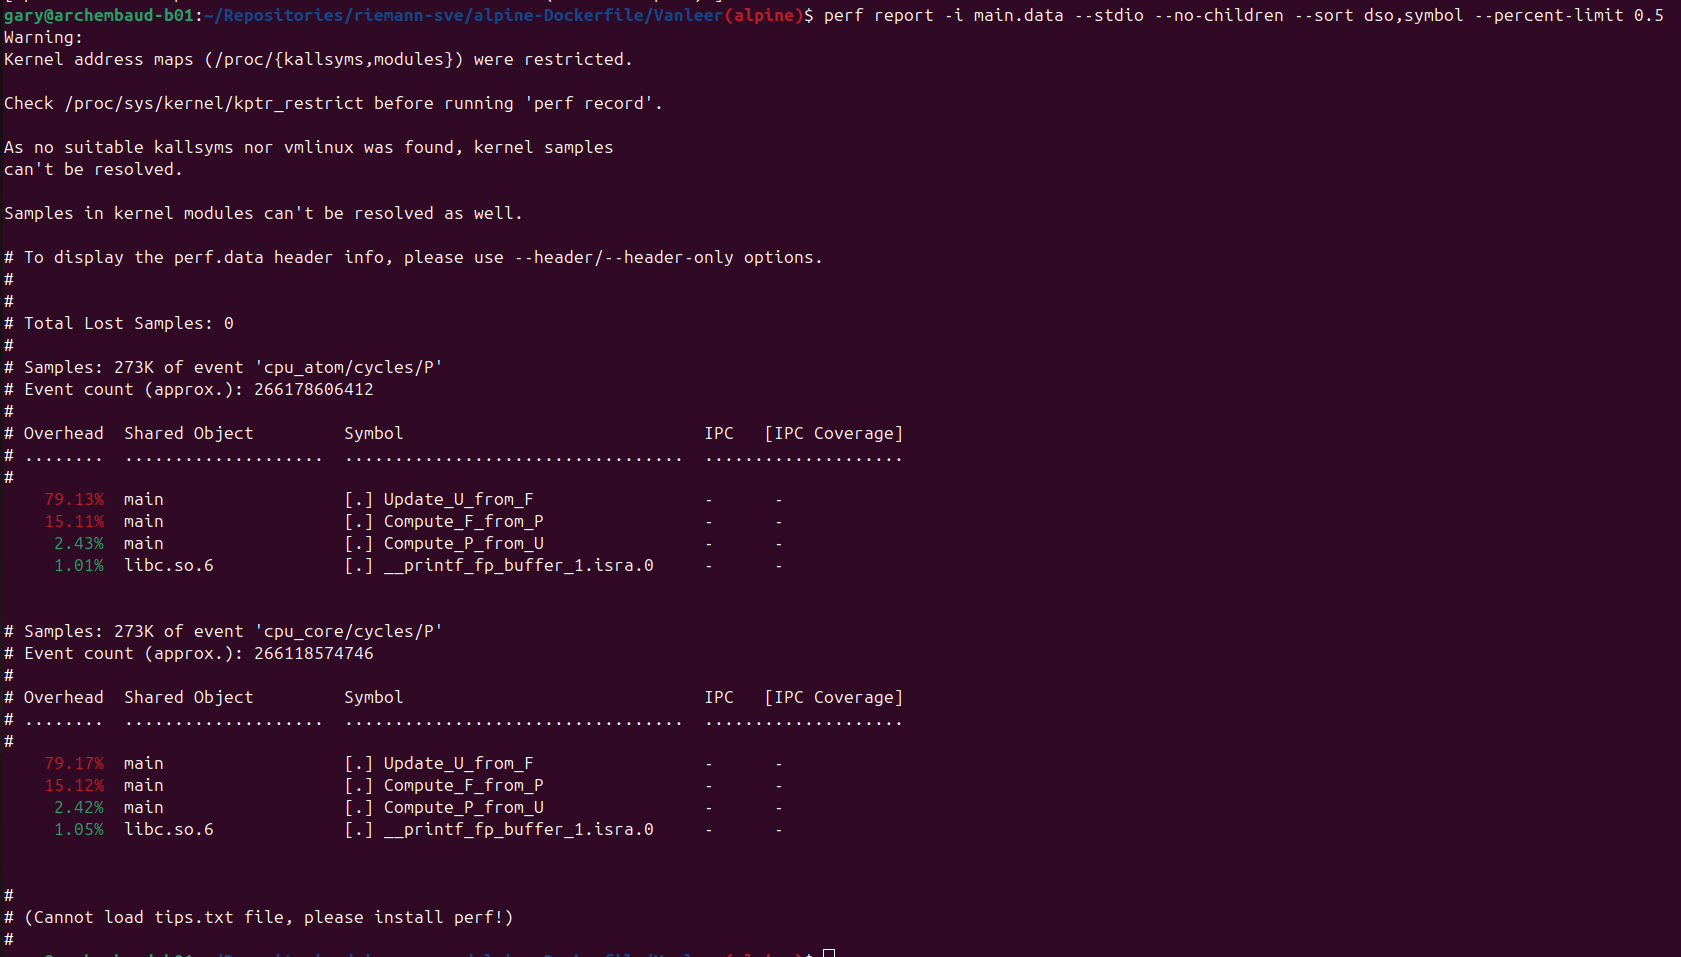 gary@archembaud-b01:~/Repositories/riemann-sve/alpine-Dockerfile/Vanleer(alpine)$ perf report -i main.data --stdio --no-children --sort dso,symbol --percent-limit 0.5
Warning:
Kernel address maps (/proc/{kallsyms,modules}) were restricted.
Check /proc/sys/kernel/kptr_restrict before running 'perf record'.
As no suitable kallsyms nor vmlinux was found, kernel samples
can't be resolved.
Samples in kernel modules can't be resolved as well.
# To display the perf.data header info, please use --header/--header-only options.
#
#
# Total Lost Samples: 0
#
# Samples: 273K of event 'cpu_atom/cycles/P'
# Event count (approx.): 266178606412
#
# Overhead  Shared Object         Symbol                              IPC   [IPC Coverage]
# ........  ....................  ..................................  ....................
#
    79.13%  main                  [.] Update_U_from_F                 -      -
    15.11%  main                  [.] Compute_F_from_P                -      -
     2.43%  main                  [.] Compute_P_from_U                -      -
     1.01%  libc.so.6             [.] __printf_fp_buffer_1.isra.0     -      -
# Samples: 273K of event 'cpu_core/cycles/P'
# Event count (approx.): 266118574746
#
# Overhead  Shared Object         Symbol                              IPC   [IPC Coverage]
# ........  ....................  ..................................  ....................
#
    79.17%  main                  [.] Update_U_from_F                 -      -
    15.12%  main                  [.] Compute_F_from_P                -      -
     2.42%  main                  [.] Compute_P_from_U                -      -
     1.05%  libc.so.6             [.] __printf_fp_buffer_1.isra.0     -      -
#
# (Cannot load tips.txt file, please install perf!)
#